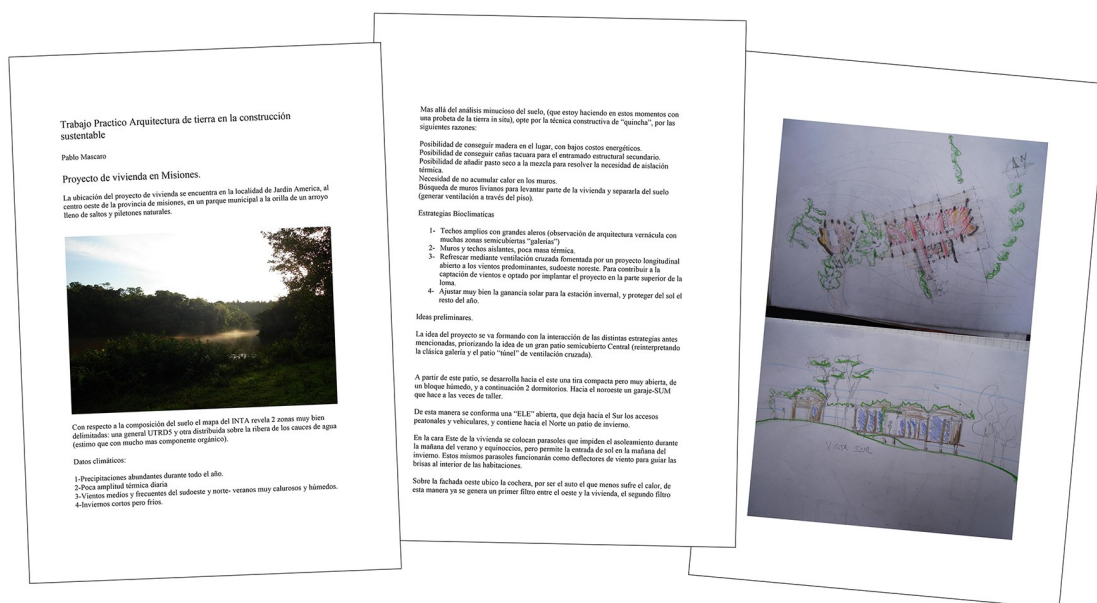 Trabajo Practico Arquitectura de tierra en la construcción
sustentable
Pablo Mascaro
Proyecto de vivienda en Misiones.
La ubicación del proyecto de vivienda se encuentra en la localidad de Jardín America, al
centro oeste de la provincia de misiones, en un parque municipal a la orilla de un arroyo
lleno de saltos y piletones naturales.
Con respecto a la composición del suelo el mapa del INTA revela 2 zonas muy bien
delimitadas: una general UTRD5 y otra distribuida sobre la ribera de los cauces de agua
(estimo que con mucho mas componente orgánico).
Datos climáticos:
1-Precipitaciones abundantes durante todo el año.
2-Poca amplitud térmica diaria
3-Vientos medios y frecuentes del sudoeste y norte- veranos muy calurosos y húmedos.
4-Inviernos cortos pero fríos.
Mas allá del análisis minucioso del suelo, (que estoy haciendo en estos momentos con
una probeta de la tierra in situ), opte por la técnica constructiva de “quincha”, por las
siguientes razones:
Posibilidad de conseguir madera en el lugar, con bajos costos energéticos.
Posibilidad de conseguir cañas tacuara para el entramado estructural secundario.
Posibilidad de añadir pasto seco a la mezcla para resolver la necesidad de aislación
térmica.
Necesidad de no acumular calor en los muros.
Búsqueda de muros livianos para levantar parte de la vivienda y separarla del suelo
(generar ventilación a través del piso).
Estrategias Bioclimaticas
1- Techos amplios con grandes aleros (observación de arquitectura vernácula con
muchas zonas semicubiertas “galerías”)
2- Muros y techos aislantes, poca masa térmica.
3- Refrescar mediante ventilación cruzada fomentada por un proyecto longitudinal
abierto a los vientos predominantes, sudoeste noreste. Para contribuir a la
captación de vientos e optado por implantar el proyecto en la parte superior de la
loma.
4- Ajustar muy bien la ganancia solar para la estación invernal, y proteger del sol el
resto del año.
Ideas preliminares.
La idea del proyecto se va formando con la interacción de las distintas estrategias antes
mencionadas, priorizando la idea de un gran patio semicubierto Central (reinterpretando
la clásica galería y el patio “túnel” de ventilación cruzada).
A partir de este patio, se desarrolla hacia el este una tira compacta pero muy abierta, de
un bloque húmedo, y a continuación 2 dormitorios. Hacia el noroeste un garaje-SUM
que hace a las veces de taller.
De esta manera se conforma una “ELE” abierta, que deja hacia el Sur los accesos
peatonales y vehiculares, y contiene hacia el Norte un patio de invierno.
En la cara Este de la vivienda se colocan parasoles que impiden el asoleamiento durante
la mañana del verano y equinoccios, pero permite la entrada de sol en la mañana del
invierno. Estos mismos parasoles funcionarán como deflectores de viento para guiar las
brisas al interior de las habitaciones.
Sobre la fachada oeste ubico la cochera, por ser el auto el que menos sufre el calor, de
esta manera ya se genera un primer filtro entre el oeste y la vivienda, el segundo filtro
N
VISTA SUR